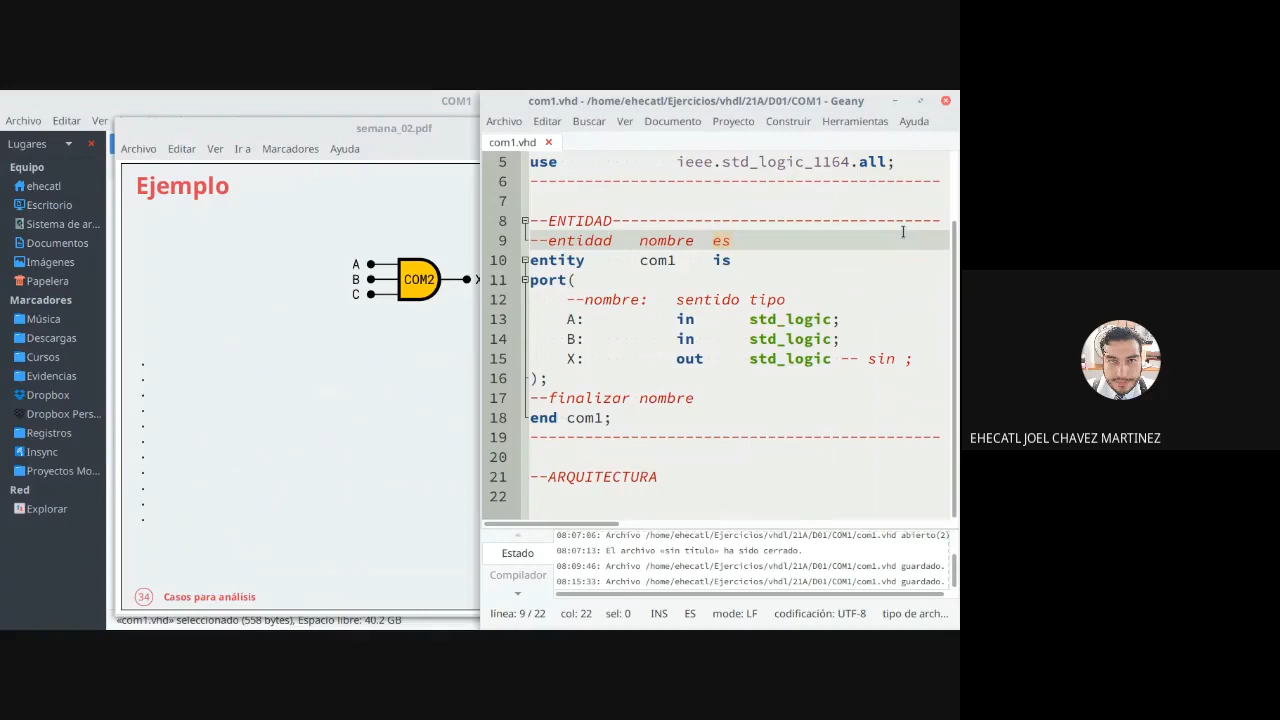 COM1
Archivo Editar Ver
Lugares
Equipo
ehecatl
Escritorio
Sistema de ar...
Documentos
Imágenes
Papelera
Marcadores
Música
Descargas
Cursos
Evidencias
Dropbox
Dropbox Pers...
Registros
Insync
Proyectos Mo...
Red
Explorar
semana_02.pdf
Archivo Editar Ver Ir a Marcadores Ayuda
Ejemplo
A
B
C
COM2
X
34 Casos para análisis
«com1.vhd» seleccionado (558 bytes), Espacio libre: 40.2 GB
com1.vhd - /home/ehecatl/Ejercicios/vhdl/21A/D01/COM1 - Geany
Archivo Editar Buscar Ver Documento Proyecto Construir Herramientas Ayuda
com1.vhd
5 use ieee.std_logic_1164.all;
6 ---------------------------------------------
7
8 --ENTIDAD------------------------------------
9 --entidad nombre es
10 entity com1 is
11 port(
12 --nombre: sentido tipo
13 A: in std_logic;
14 B: in std_logic;
15 X: out std_logic -- sin ;
16 );
17 --finalizar nombre
18 end com1;
19 ---------------------------------------------
20
21 --ARQUITECTURA
22
Estado
Compilador
08:07:06: Archivo /home/ehecatl/Ejercicios/vhdl/21A/D01/COM1/com1.vhd abierto(2)
08:07:13: El archivo «sin título» ha sido cerrado.
08:09:46: Archivo /home/ehecatl/Ejercicios/vhdl/21A/D01/COM1/com1.vhd guardado.
08:15:33: Archivo /home/ehecatl/Ejercicios/vhdl/21A/D01/COM1/com1.vhd guardado.
línea: 9 / 22 col: 22 sel: 0 INS ES mode: LF codificación: UTF-8 tipo de arch...
EHECATL JOEL CHAVEZ MARTINEZ